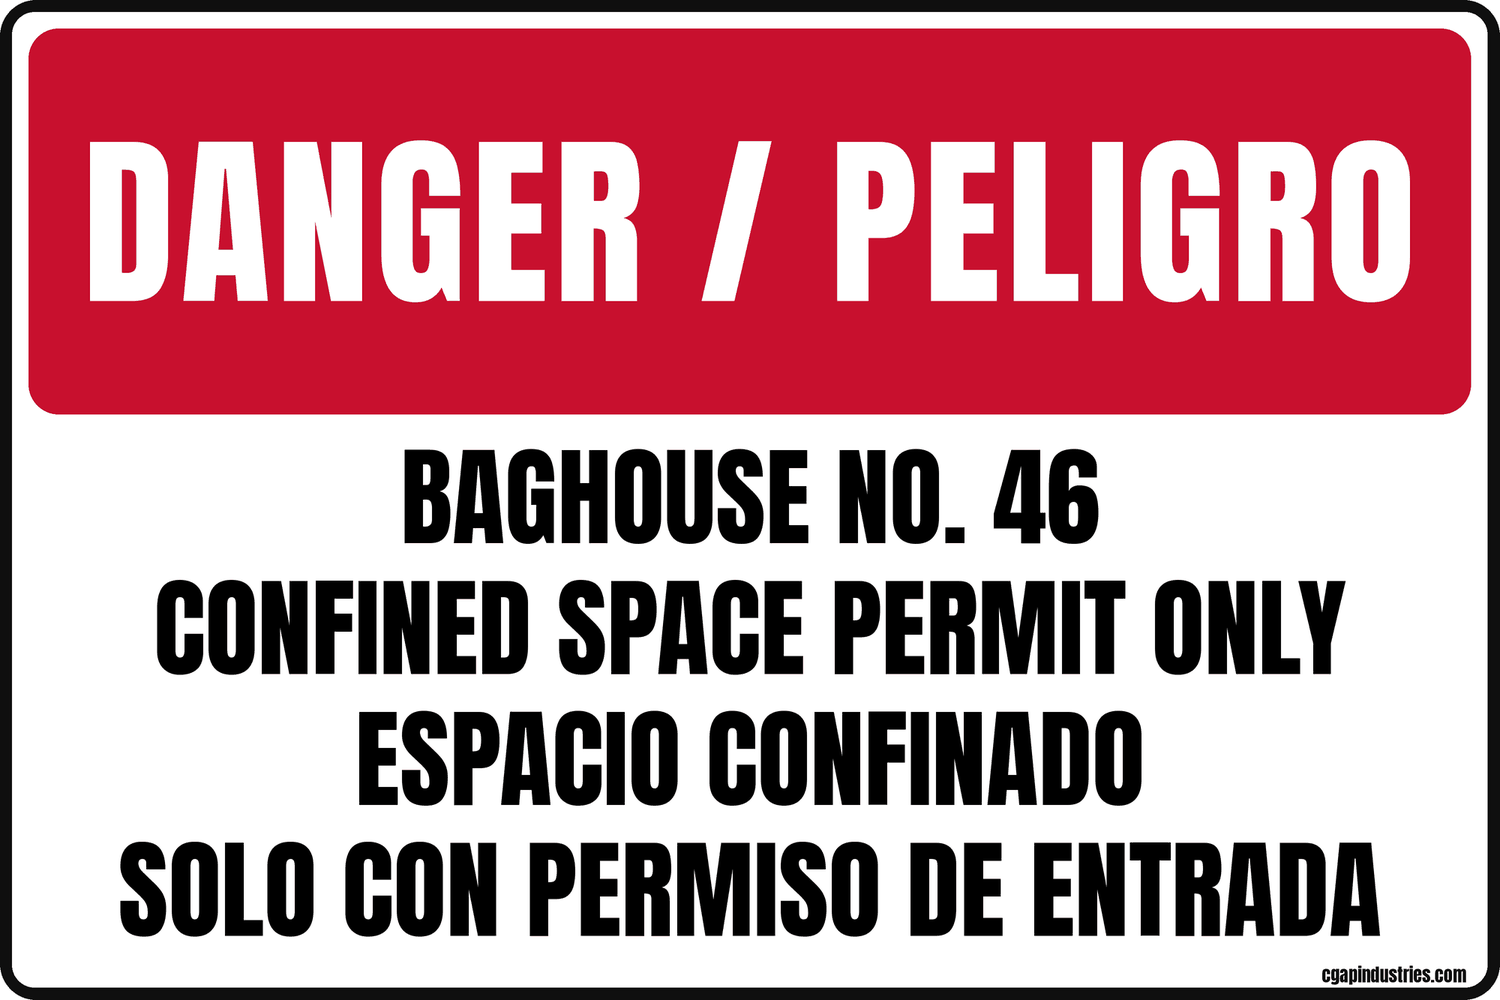 DANGER / PELIGRO
BAGHOUSE NO. 46
CONFINED SPACE PERMIT ONLY
ESPACIO CONFINADO
SOLO CON PERMISO DE ENTRADA
cgapindustries.com